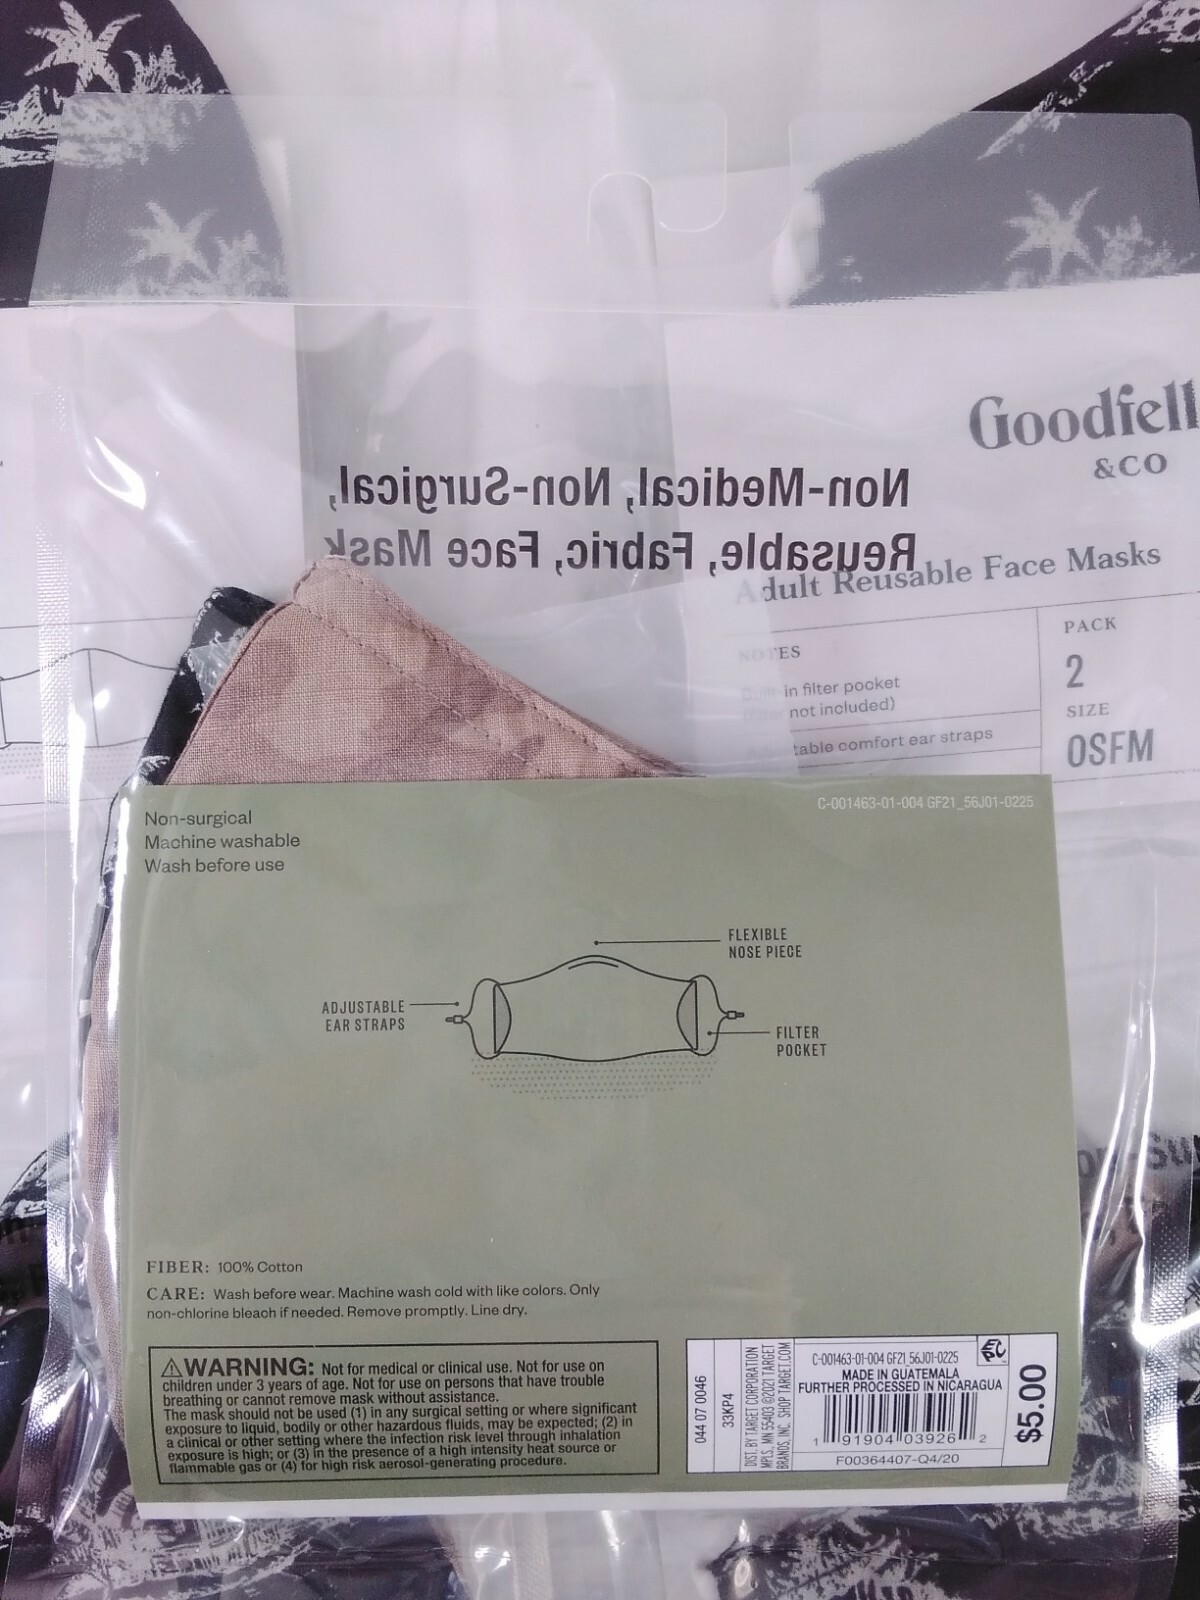 Goodfell
&CO
Non-Medical, Non-Surgical,
Reusable, Fabric, Face Mask
Adult Reusable Face Masks
NOTES
in filter pocket
not included)
comfort ear straps
PACK
2
SIZE
OSFM
C-001463-01-004 GF21_56J01-0225
Non-surgical
Machine washable
Wash before use
FLEXIBLE
NOSE PIECE
ADJUSTABLE
EAR STRAPS
FILTER
POCKET
FIBER: 100% Cotton
CARE: Wash before wear. Machine wash cold with like colors. Only
non-chlorine bleach if needed. Remove promptly. Line dry.
⚠WARNING: Not for medical or clinical use. Not for use on
children under 3 years of age. Not for use on persons that have trouble
breathing or cannot remove mask without assistance.
The mask should not be used (1) in any surgical setting or where significant
exposure to liquid, bodily or other hazardous fluids, may be expected; (2) in
a clinical or other setting where the infection risk level through inhalation
exposure is high; or (3) in the presence of a high intensity heat source or
flammable gas or (4) for high risk aerosol-generating procedure.
044 07 0046
33KP4
DIST. BY TARGET CORPORATION
MPLS, MN 55403 ©2021 TARGET
BRANDS, INC. SHOP TARGET.COM
EPC
C-001463-01-004 GF21_56J01-0225
MADE IN GUATEMALA
FURTHER PROCESSED IN NICARAGUA
1 91904 03926 2
F00364407-Q4/20
$5.00